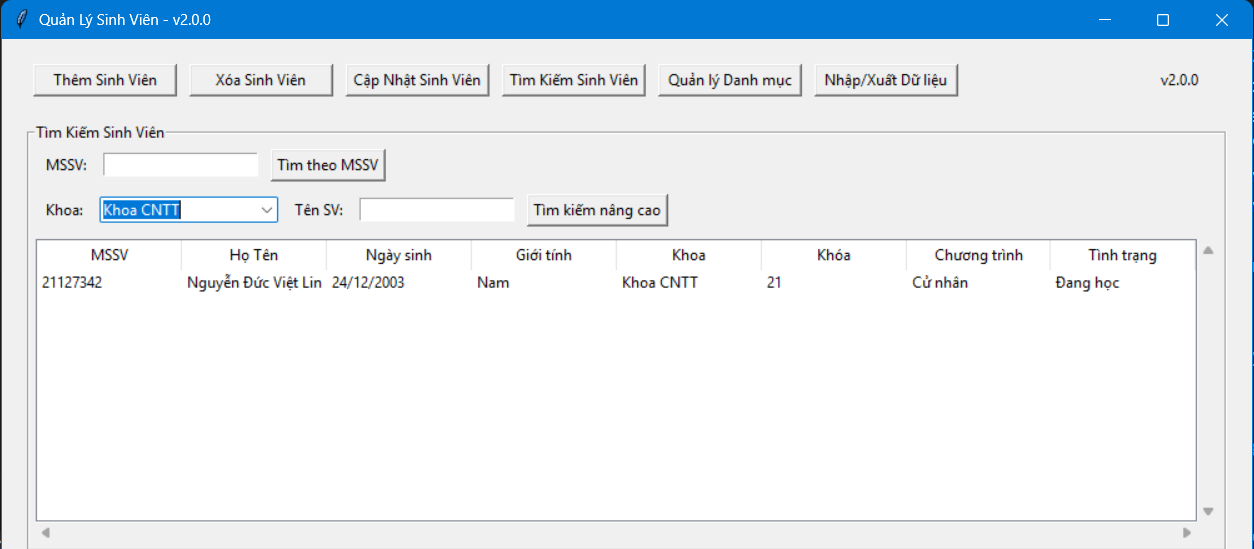 Quản Lý Sinh Viên - v2.0.0
Thêm Sinh Viên Xóa Sinh Viên Cập Nhật Sinh Viên Tìm Kiếm Sinh Viên Quản lý Danh mục Nhập/Xuất Dữ liệu v2.0.0
Tìm Kiếm Sinh Viên
MSSV: Tìm theo MSSV
Khoa: Khoa CNTT Tên SV: Tìm kiếm nâng cao
MSSV Họ Tên Ngày sinh Giới tính Khoa Khóa Chương trình Tình trạng
21127342 Nguyễn Đức Việt Lin 24/12/2003 Nam Khoa CNTT 21 Cử nhân Đang học